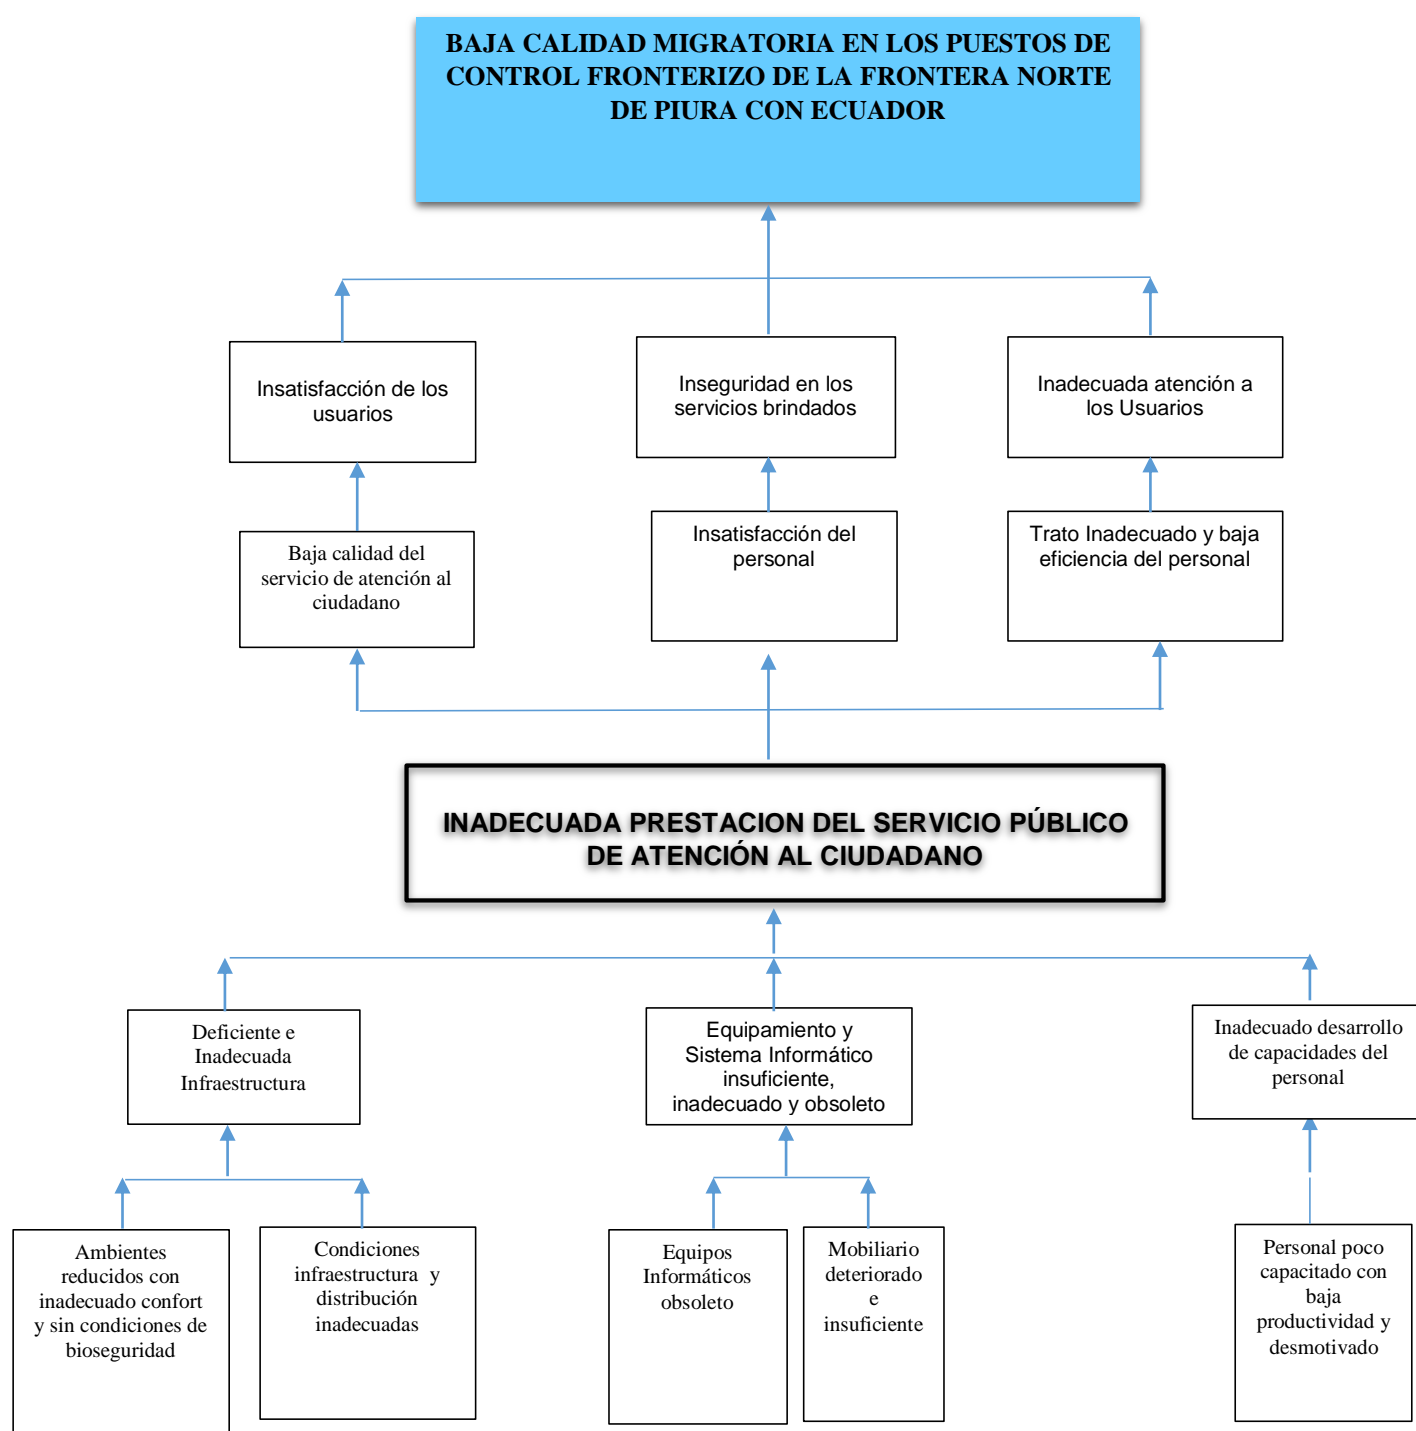 BAJA CALIDAD MIGRATORIA EN LOS PUESTOS DE
CONTROL FRONTERIZO DE LA FRONTERA NORTE
DE PIURA CON ECUADOR
Insatisfacción de los
usuarios
Inseguridad en los
servicios brindados
Inadecuada atención a
los Usuarios
Baja calidad del
servicio de atención al
ciudadano
Insatisfacción del
personal
Trato Inadecuado y baja
eficiencia del personal
INADECUADA PRESTACION DEL SERVICIO PÚBLICO
DE ATENCIÓN AL CIUDADANO
Deficiente e
Inadecuada
Infraestructura
Equipamiento y
Sistema Informático
insuficiente,
inadecuado y obsoleto
Inadecuado desarrollo
de capacidades del
personal
Ambientes
reducidos con
inadecuado confort
y sin condiciones de
bioseguridad
Condiciones
infraestructura y
distribución
inadecuadas
Equipos
Informáticos
obsoleto
Mobiliario
deteriorado
e
insuficiente
Personal poco
capacitado con
baja
productividad y
desmotivado